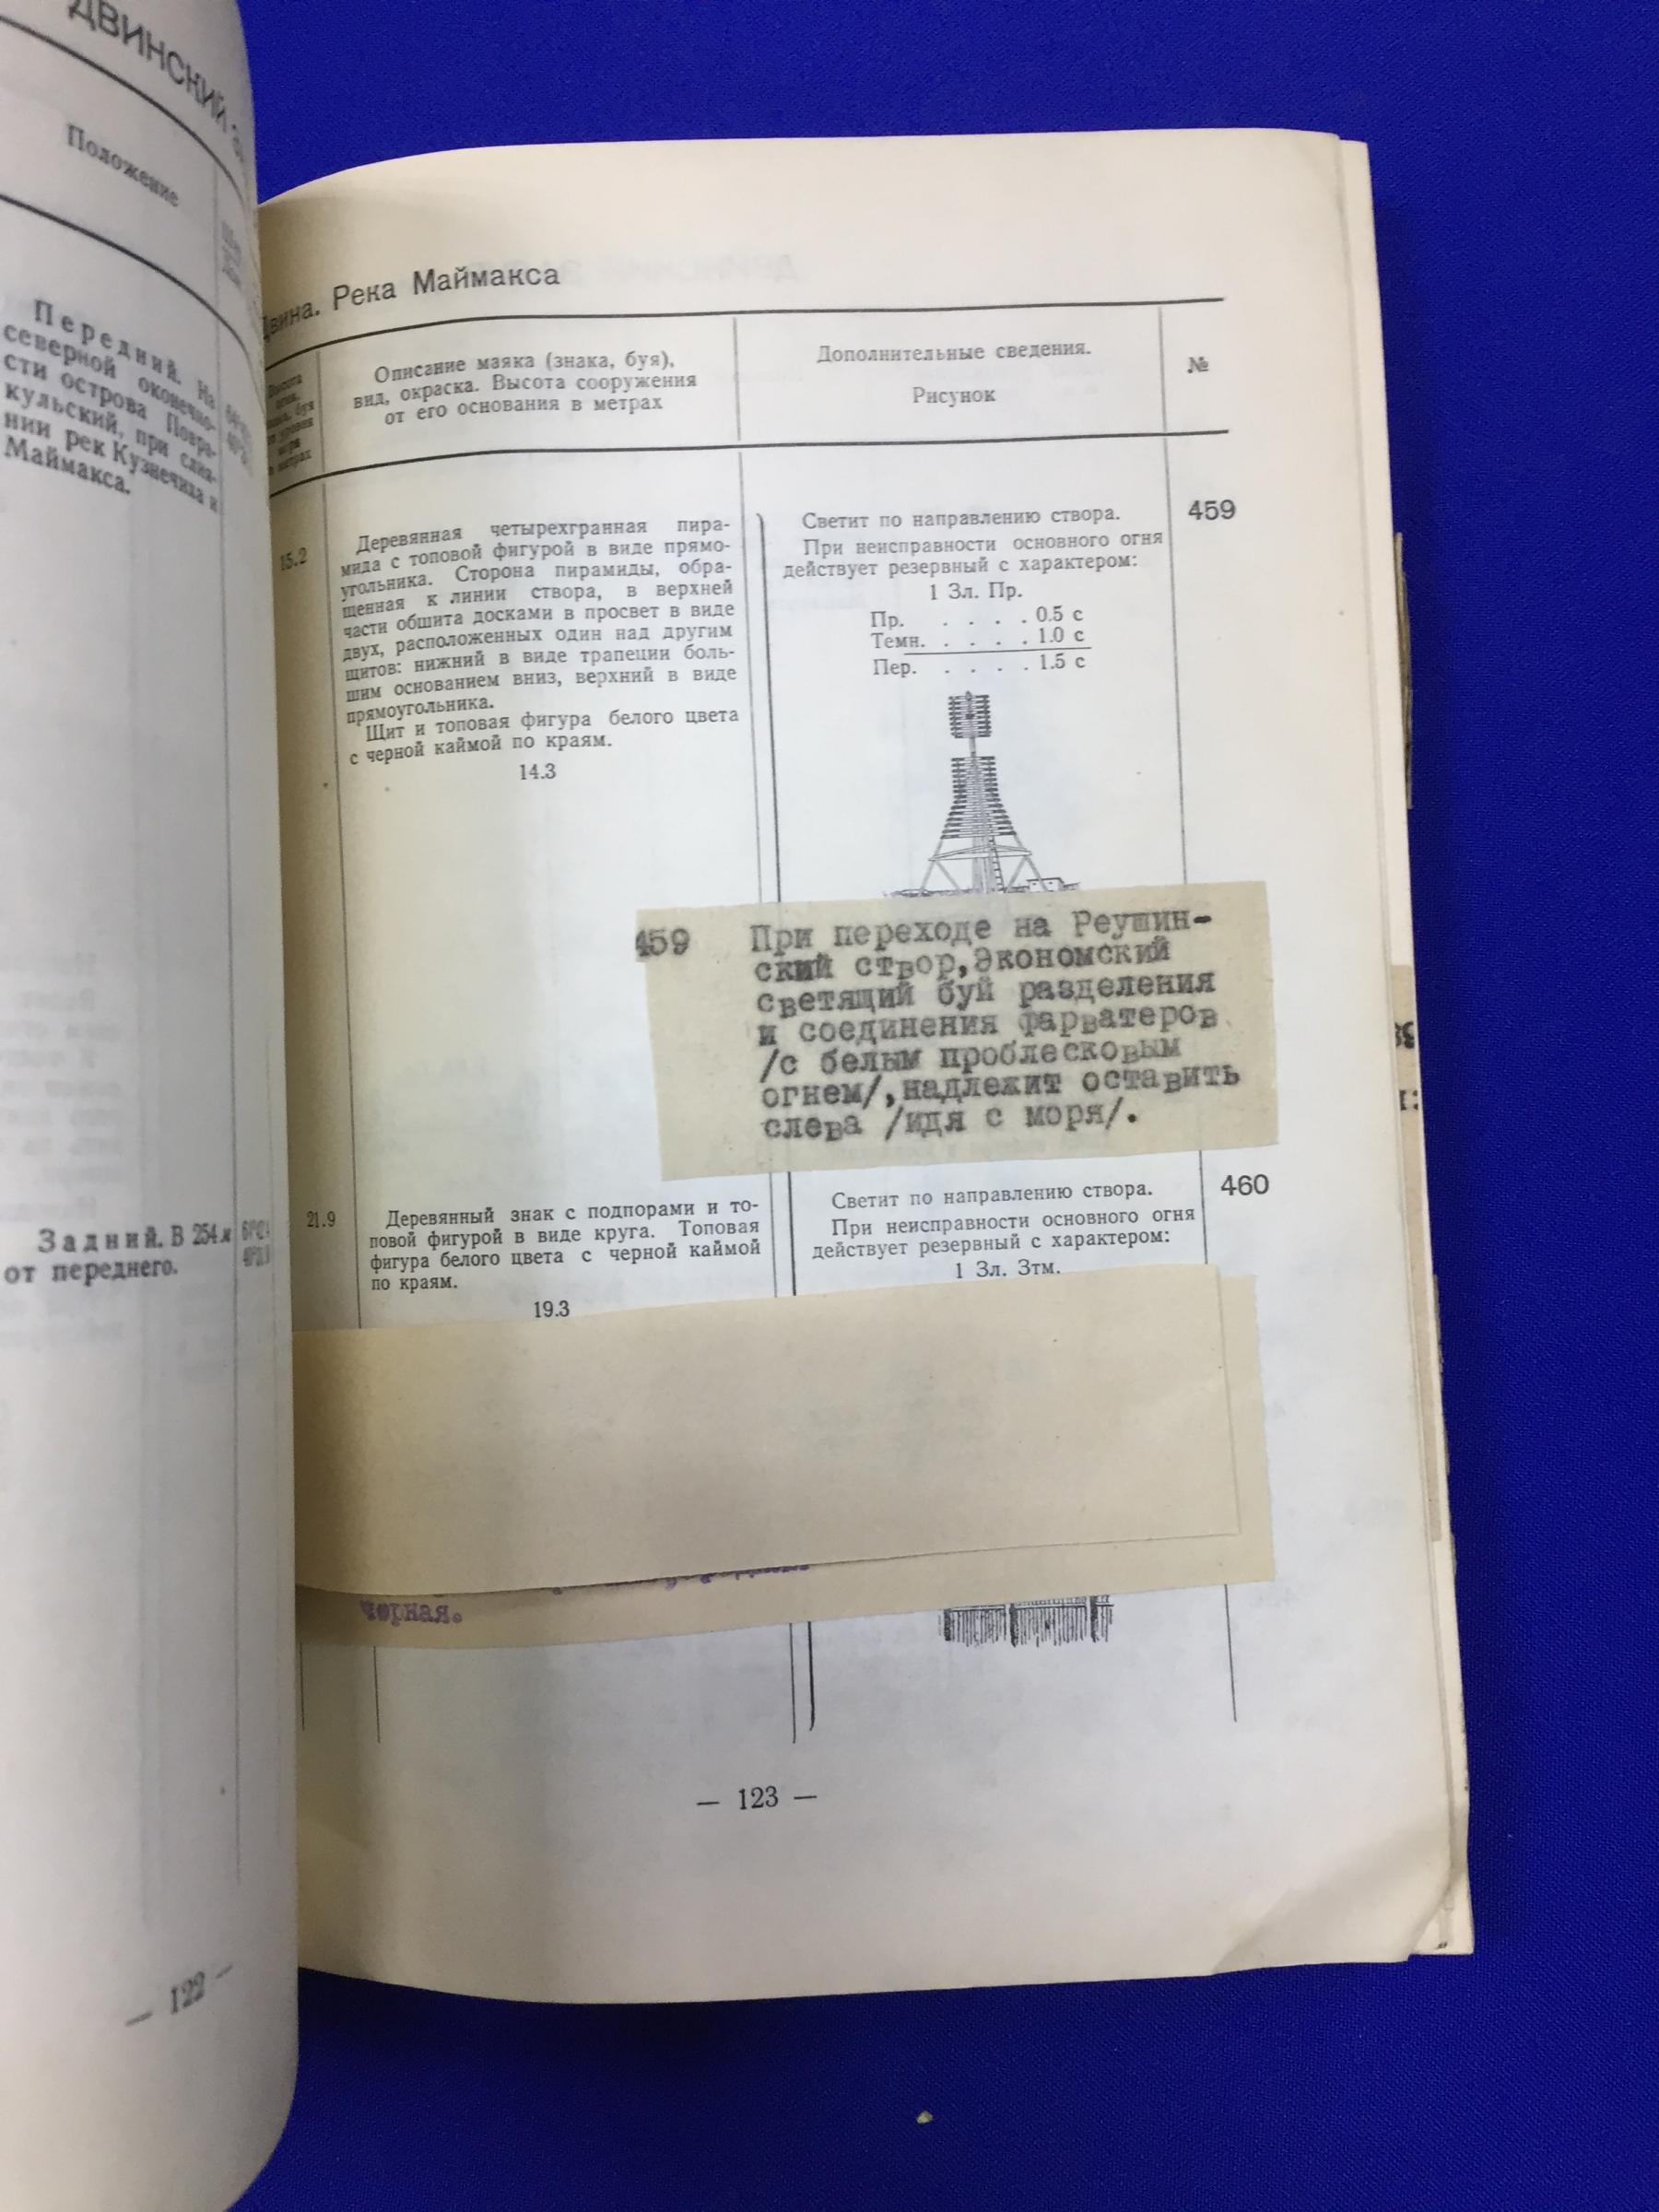 ДВИНСКИЙ
Положение
Передний. На
северной оконечно-
сти острова Повра-
кульский, при слия-
нии рек Кузнечиха и
Маймакса.
Задний. В 254 м
от переднего.
— 122 —
Двина. Река Маймакса
Высота
огня,
буя
уровня
моря
в метрах
Описание маяка (знака, буя),
вид, окраска. Высота сооружения
от его основания в метрах
Дополнительные сведения.
Рисунок
№
15.2
Деревянная четырехгранная пира-
мида с топовой фигурой в виде прямо-
угольника. Сторона пирамиды, обра-
щенная к линии створа, в верхней
части обшита досками в просвет в виде
двух, расположенных один над другим
щитов: нижний в виде трапеции боль-
шим основанием вниз, верхний в виде
прямоугольника.
Щит и топовая фигура белого цвета
с черной каймой по краям.
14.3
Светит по направлению створа.
При неисправности основного огня
действует резервный с характером:
1 Зл. Пр.
Пр. . . . . 0.5 с
Темн. . . . . 1.0 с
Пер. . . . . 1.5 с
459
459 При переходе на Реушин-
ский створ,Экономский
светящий буй разделения
и соединения фарватеров
/с белым проблесковым
огнем/,надлежит оставить
слева /идя с моря/.
21.9
Деревянный знак с подпорами и то-
повой фигурой в виде круга. Топовая
фигура белого цвета с черной каймой
по краям.
19.3
Светит по направлению створа.
При неисправности основного огня
действует резервный с характером:
1 Зл. Зтм.
460
черная.
— 123 —